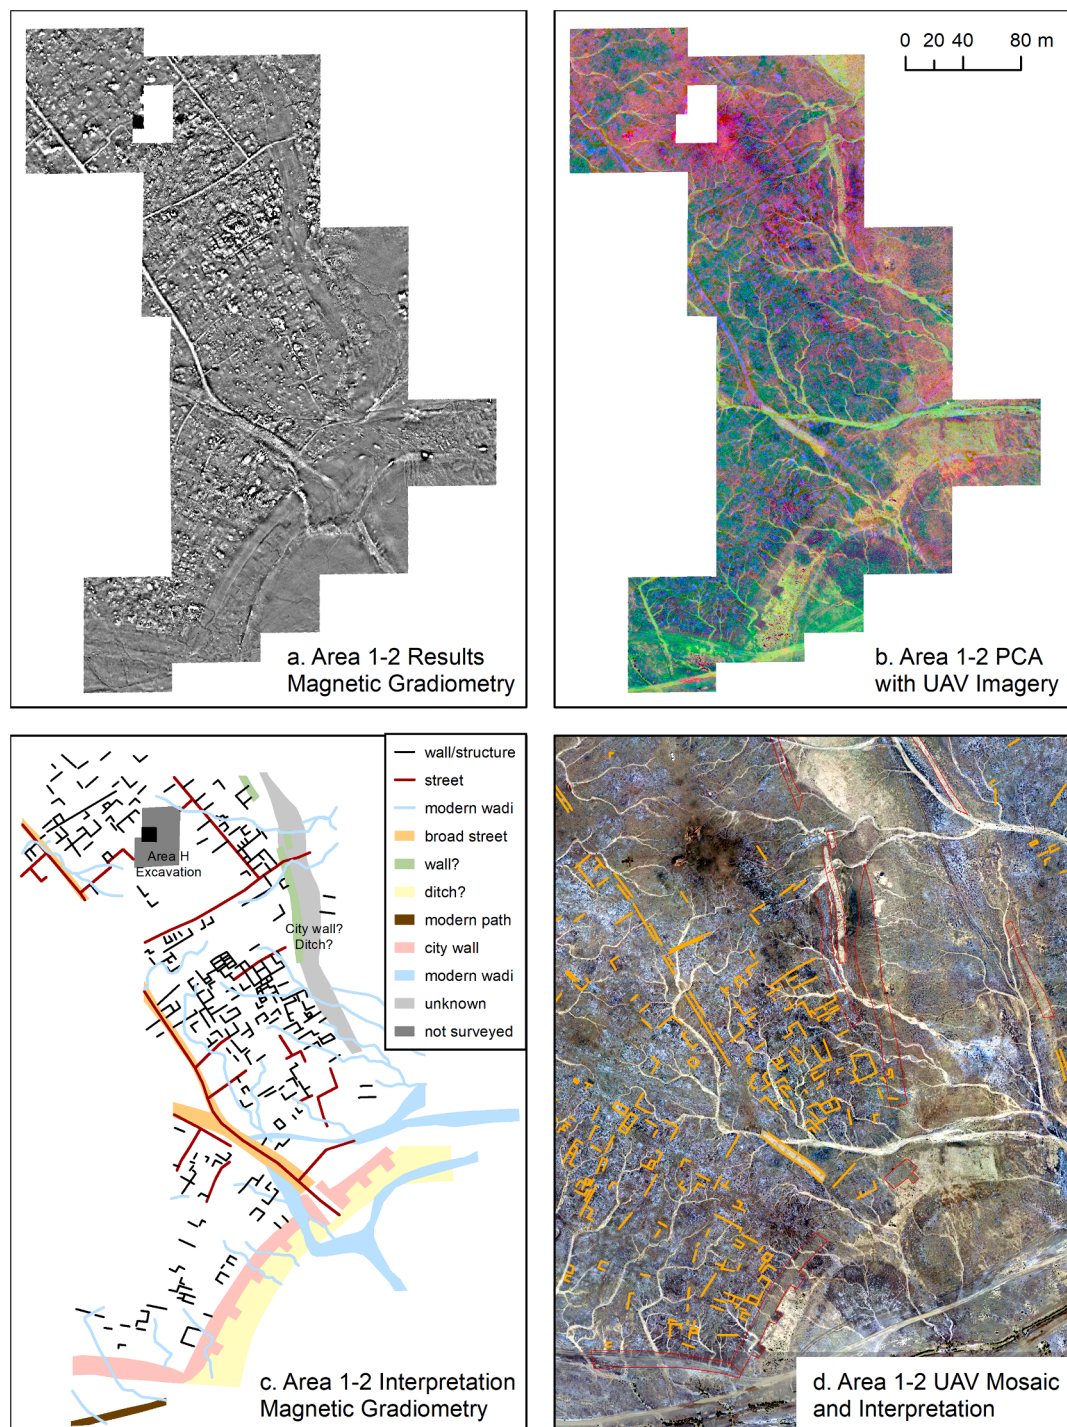 0 20 40 80 m
a. Area 1-2 Results
Magnetic Gradiometry
b. Area 1-2 PCA
with UAV Imagery
wall/structure
street
modern wadi
broad street
wall?
ditch?
modern path
city wall
modern wadi
unknown
not surveyed
Area H
Excavation
City wall?
Ditch?
c. Area 1-2 Interpretation
Magnetic Gradiometry
d. Area 1-2 UAV Mosaic
and Interpretation